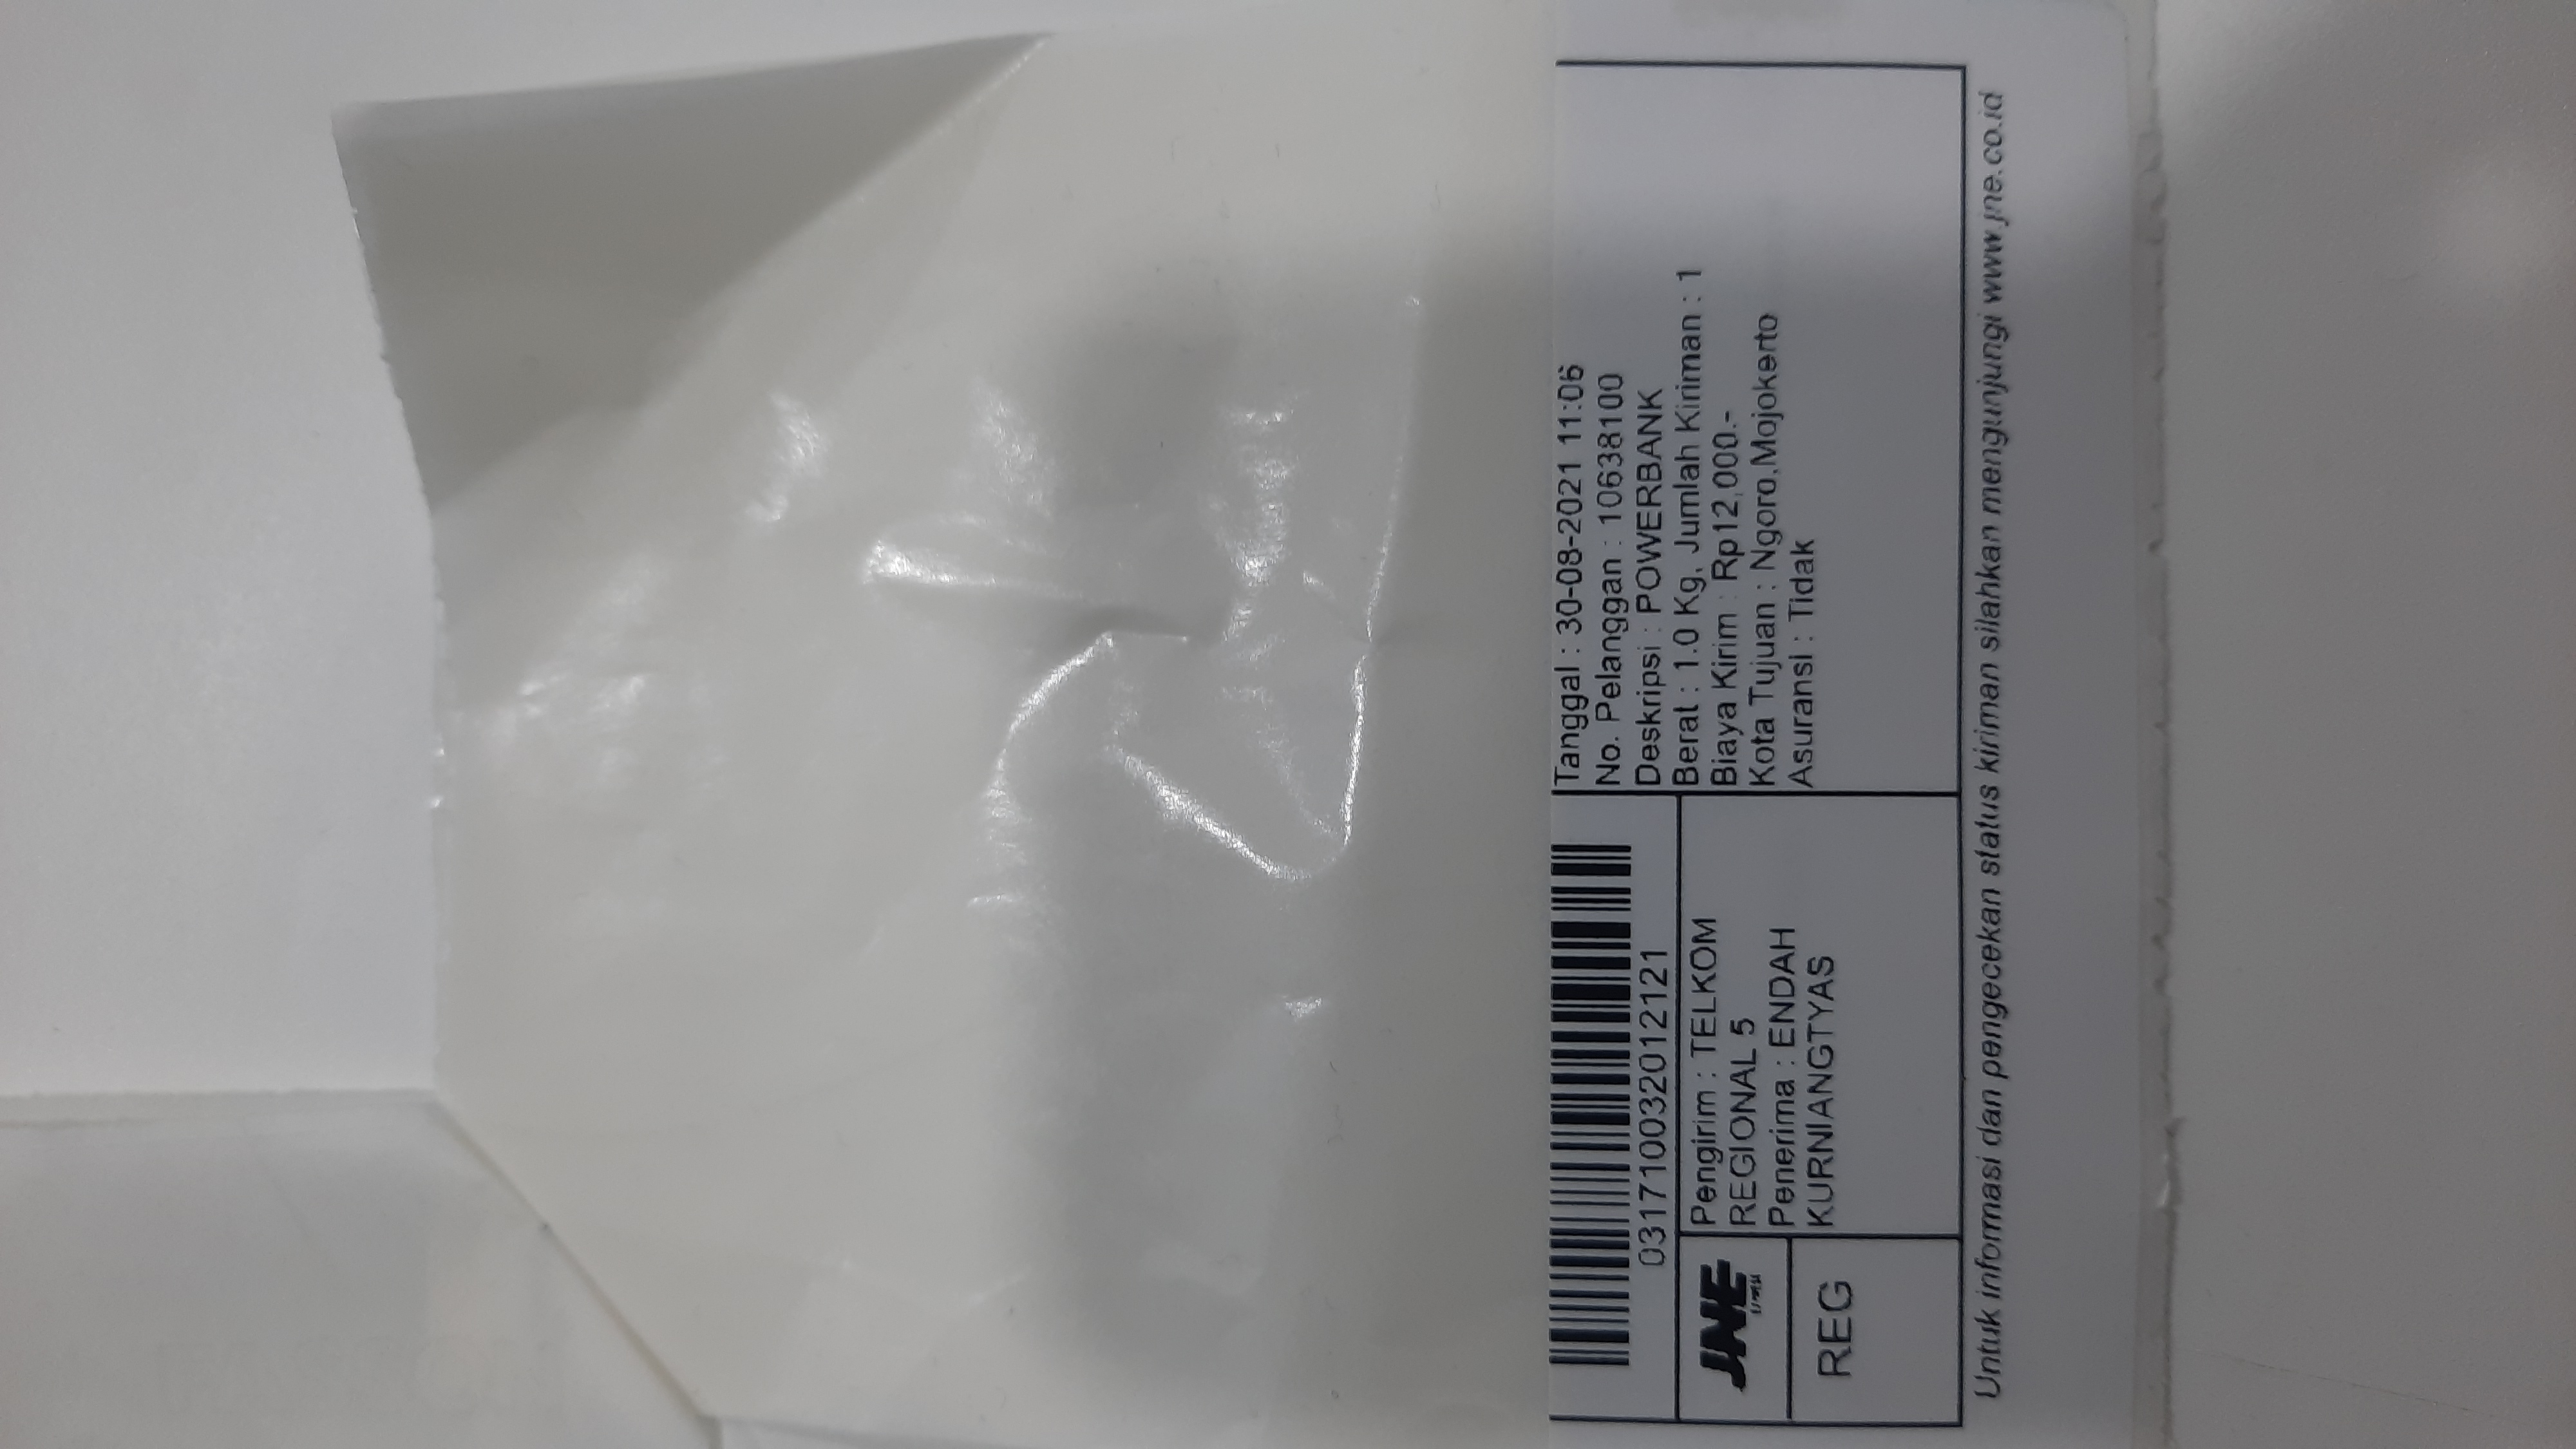 031710032012121
JNE
EXPRESS
REG
Pengirim : TELKOM
REGIONAL 5
Penerima : ENDAH
KURNIANGTYAS
Tanggal : 30-08-2021 11:06
No. Pelanggan : 10638100
Deskripsi : POWERBANK
Berat : 1.0 Kg, Jumlah Kiriman : 1
Biaya Kirim : Rp12,000.-
Kota Tujuan : Ngoro,Mojokerto
Asuransi : Tidak
Untuk informasi dan pengecekan status kiriman silahkan mengunjungi www.jne.co.id